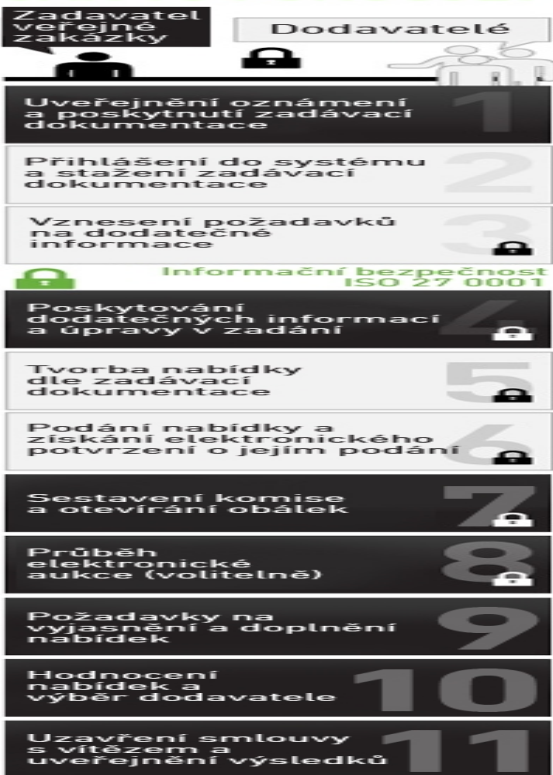 Zadavatel
veřejné
zakázky
Dodavatelé
Uveřejnění oznámení
a poskytnutí zadávací
dokumentace
1
Přihlášení do systému
a stažení zadávací
dokumentace
2
Vznesení požadavků
na dodatečné
informace
3
Informační bezpečnost
ISO 27 0001
Poskytování
dodatečných informací
a úpravy v zadání
4
Tvorba nabídky
dle zadávací
dokumentace
5
Podání nabídky a
získání elektronického
potvrzení o jejím podání
6
Sestavení komise
a otevírání obálek
7
Průběh
elektronické
aukce (volitelně)
8
Požadavky na
vyjasnění a doplnění
nabídek
9
Hodnocení
nabídek a
výběr dodavatele
10
Uzavření smlouvy
s vítězem a
uveřejnění výsledků
11